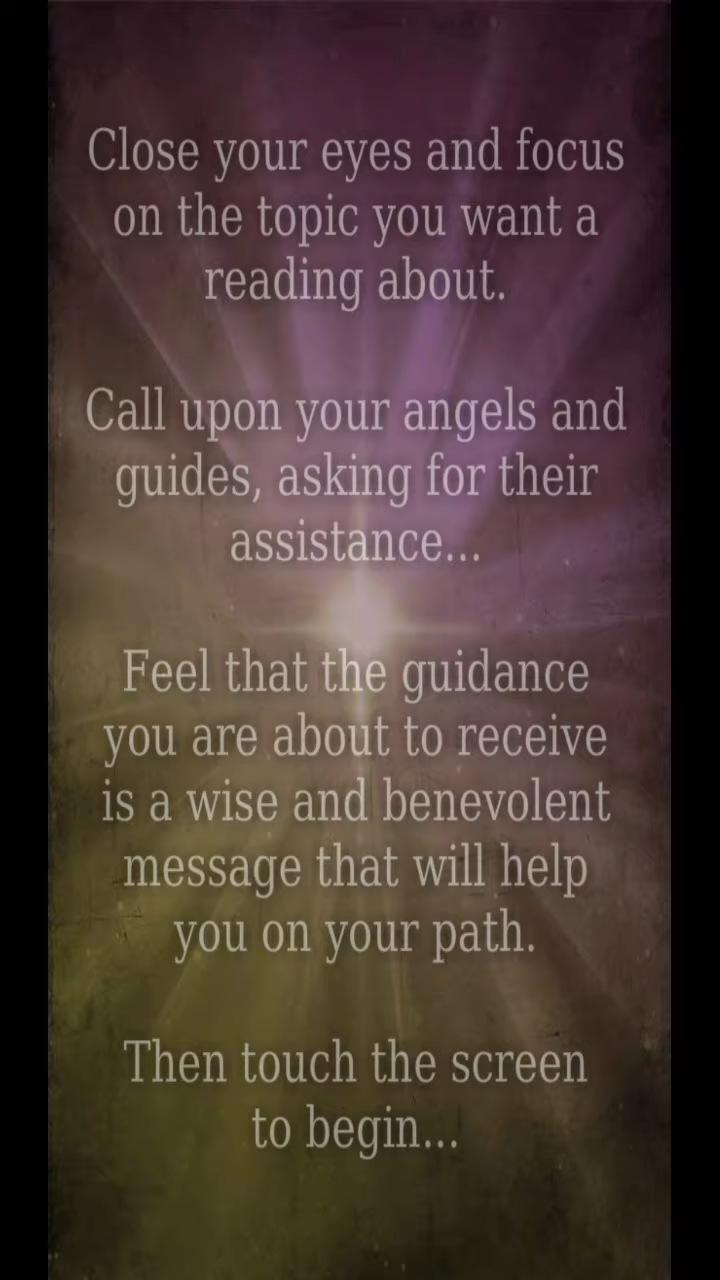 Close your eyes and focus
on the topic you want a
reading about.
Call upon your angels and
guides, asking for their
assistance...
Feel that the guidance
you are about to receive
is a wise and benevolent
message that will help
you on your path.
Then touch the screen
to begin...